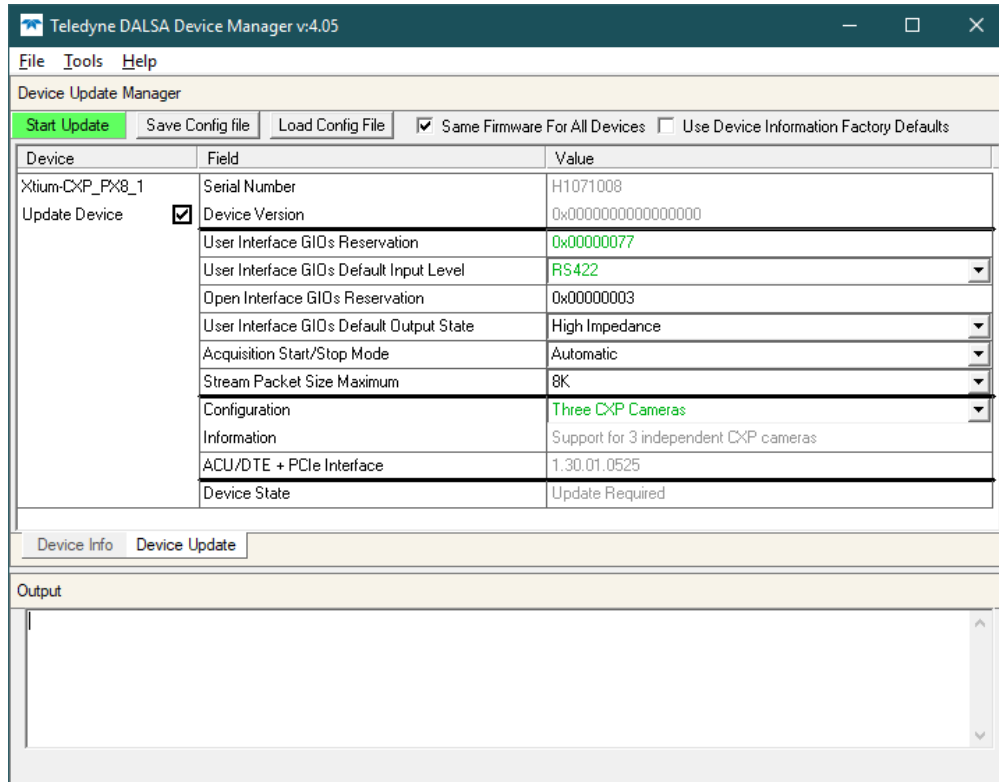 Teledyne DALSA Device Manager v:4.05
File Tools Help
Device Update Manager
Start Update Save Config file Load Config File Same Firmware For All Devices Use Device Information Factory Defaults
Device Field Value
Xtium-CXP_PX8_1 Serial Number H1071008
Update Device Device Version 0x0000000000000000
User Interface GIOs Reservation 0x00000077
User Interface GIOs Default Input Level RS422
Open Interface GIOs Reservation 0x00000003
User Interface GIOs Default Output State High Impedance
Acquisition Start/Stop Mode Automatic
Stream Packet Size Maximum 8K
Configuration Three CXP Cameras
Information Support for 3 independent CXP cameras
ACU/DTE + PCIe Interface 1.30.01.0525
Device State Update Required
Device Info Device Update
Output